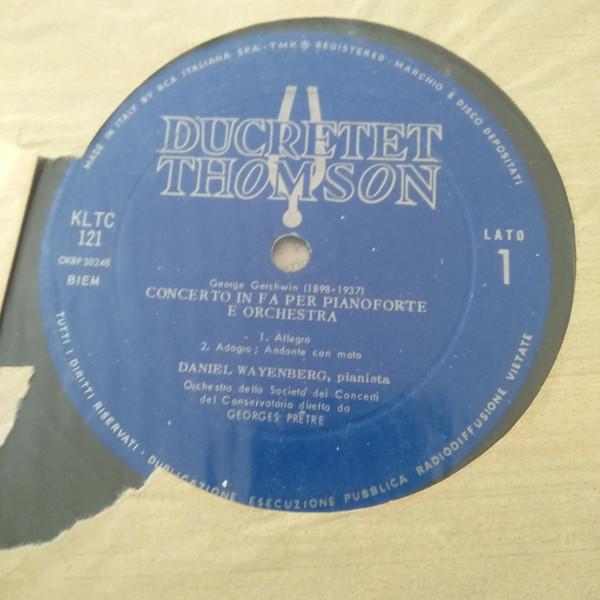 MADE IN ITALY BY RCA ITALIANA SPA · TMK ® REGISTERED · MARCHIO E DISCO DEPOSITATI
DUCRETET
THOMSON
KLTC
121
LATO
1
BIEM
George Gershwin (1898-1937)
CONCERTO IN FA PER PIANOFORTE
E ORCHESTRA
1. Allegro
2. Adagio; Andante con moto
DANIEL WAYENBERG, pianista
Orchestra della Societa' dei Concerti
del Conservatorio diretta da
GEORGES PRÊTRE
TUTTI I DIRITTI RISERVATI · DUPLICAZIONE ESECUZIONE PUBBLICA RADIODIFFUSIONE VIETATE